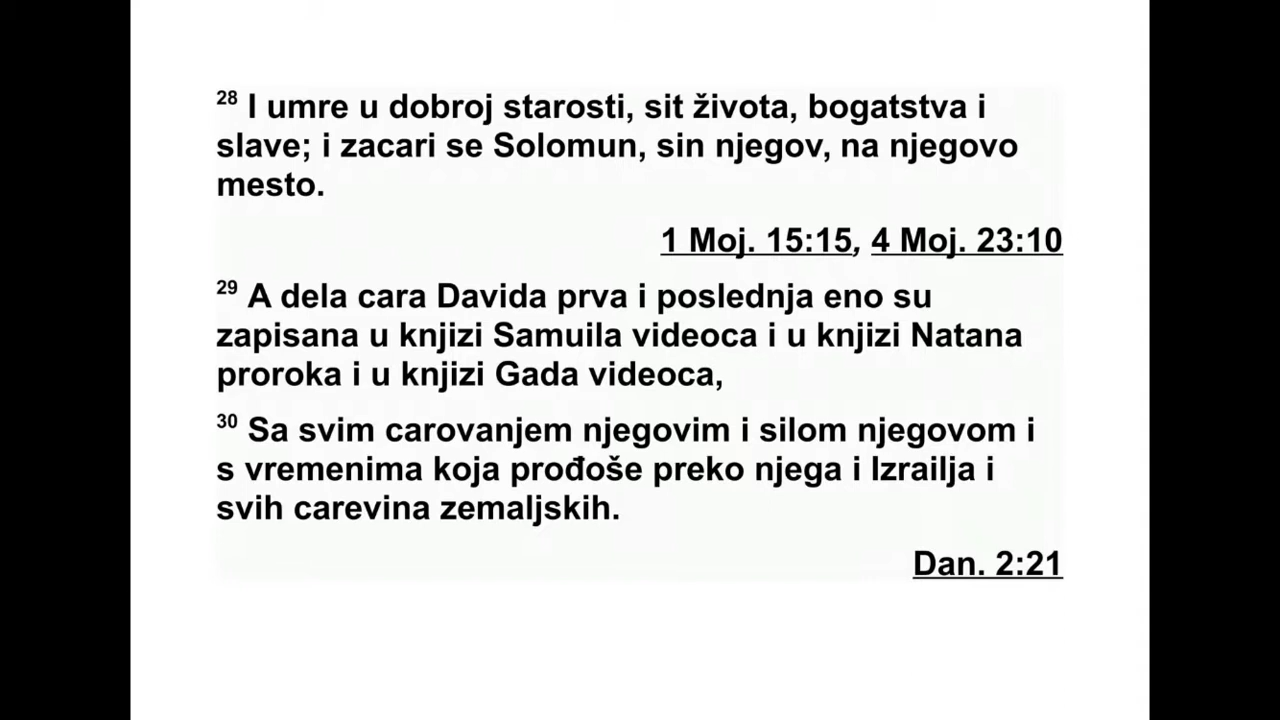 28 I umre u dobroj starosti, sit života, bogatstva i
slave; i zacari se Solomun, sin njegov, na njegovo
mesto.
1 Moj. 15:15, 4 Moj. 23:10
29 A dela cara Davida prva i poslednja eno su
zapisana u knjizi Samuila videoca i u knjizi Natana
proroka i u knjizi Gada videoca,
30 Sa svim carovanjem njegovim i silom njegovom i
s vremenima koja prođoše preko njega i Izrailja i
svih carevina zemaljskih.
Dan. 2:21